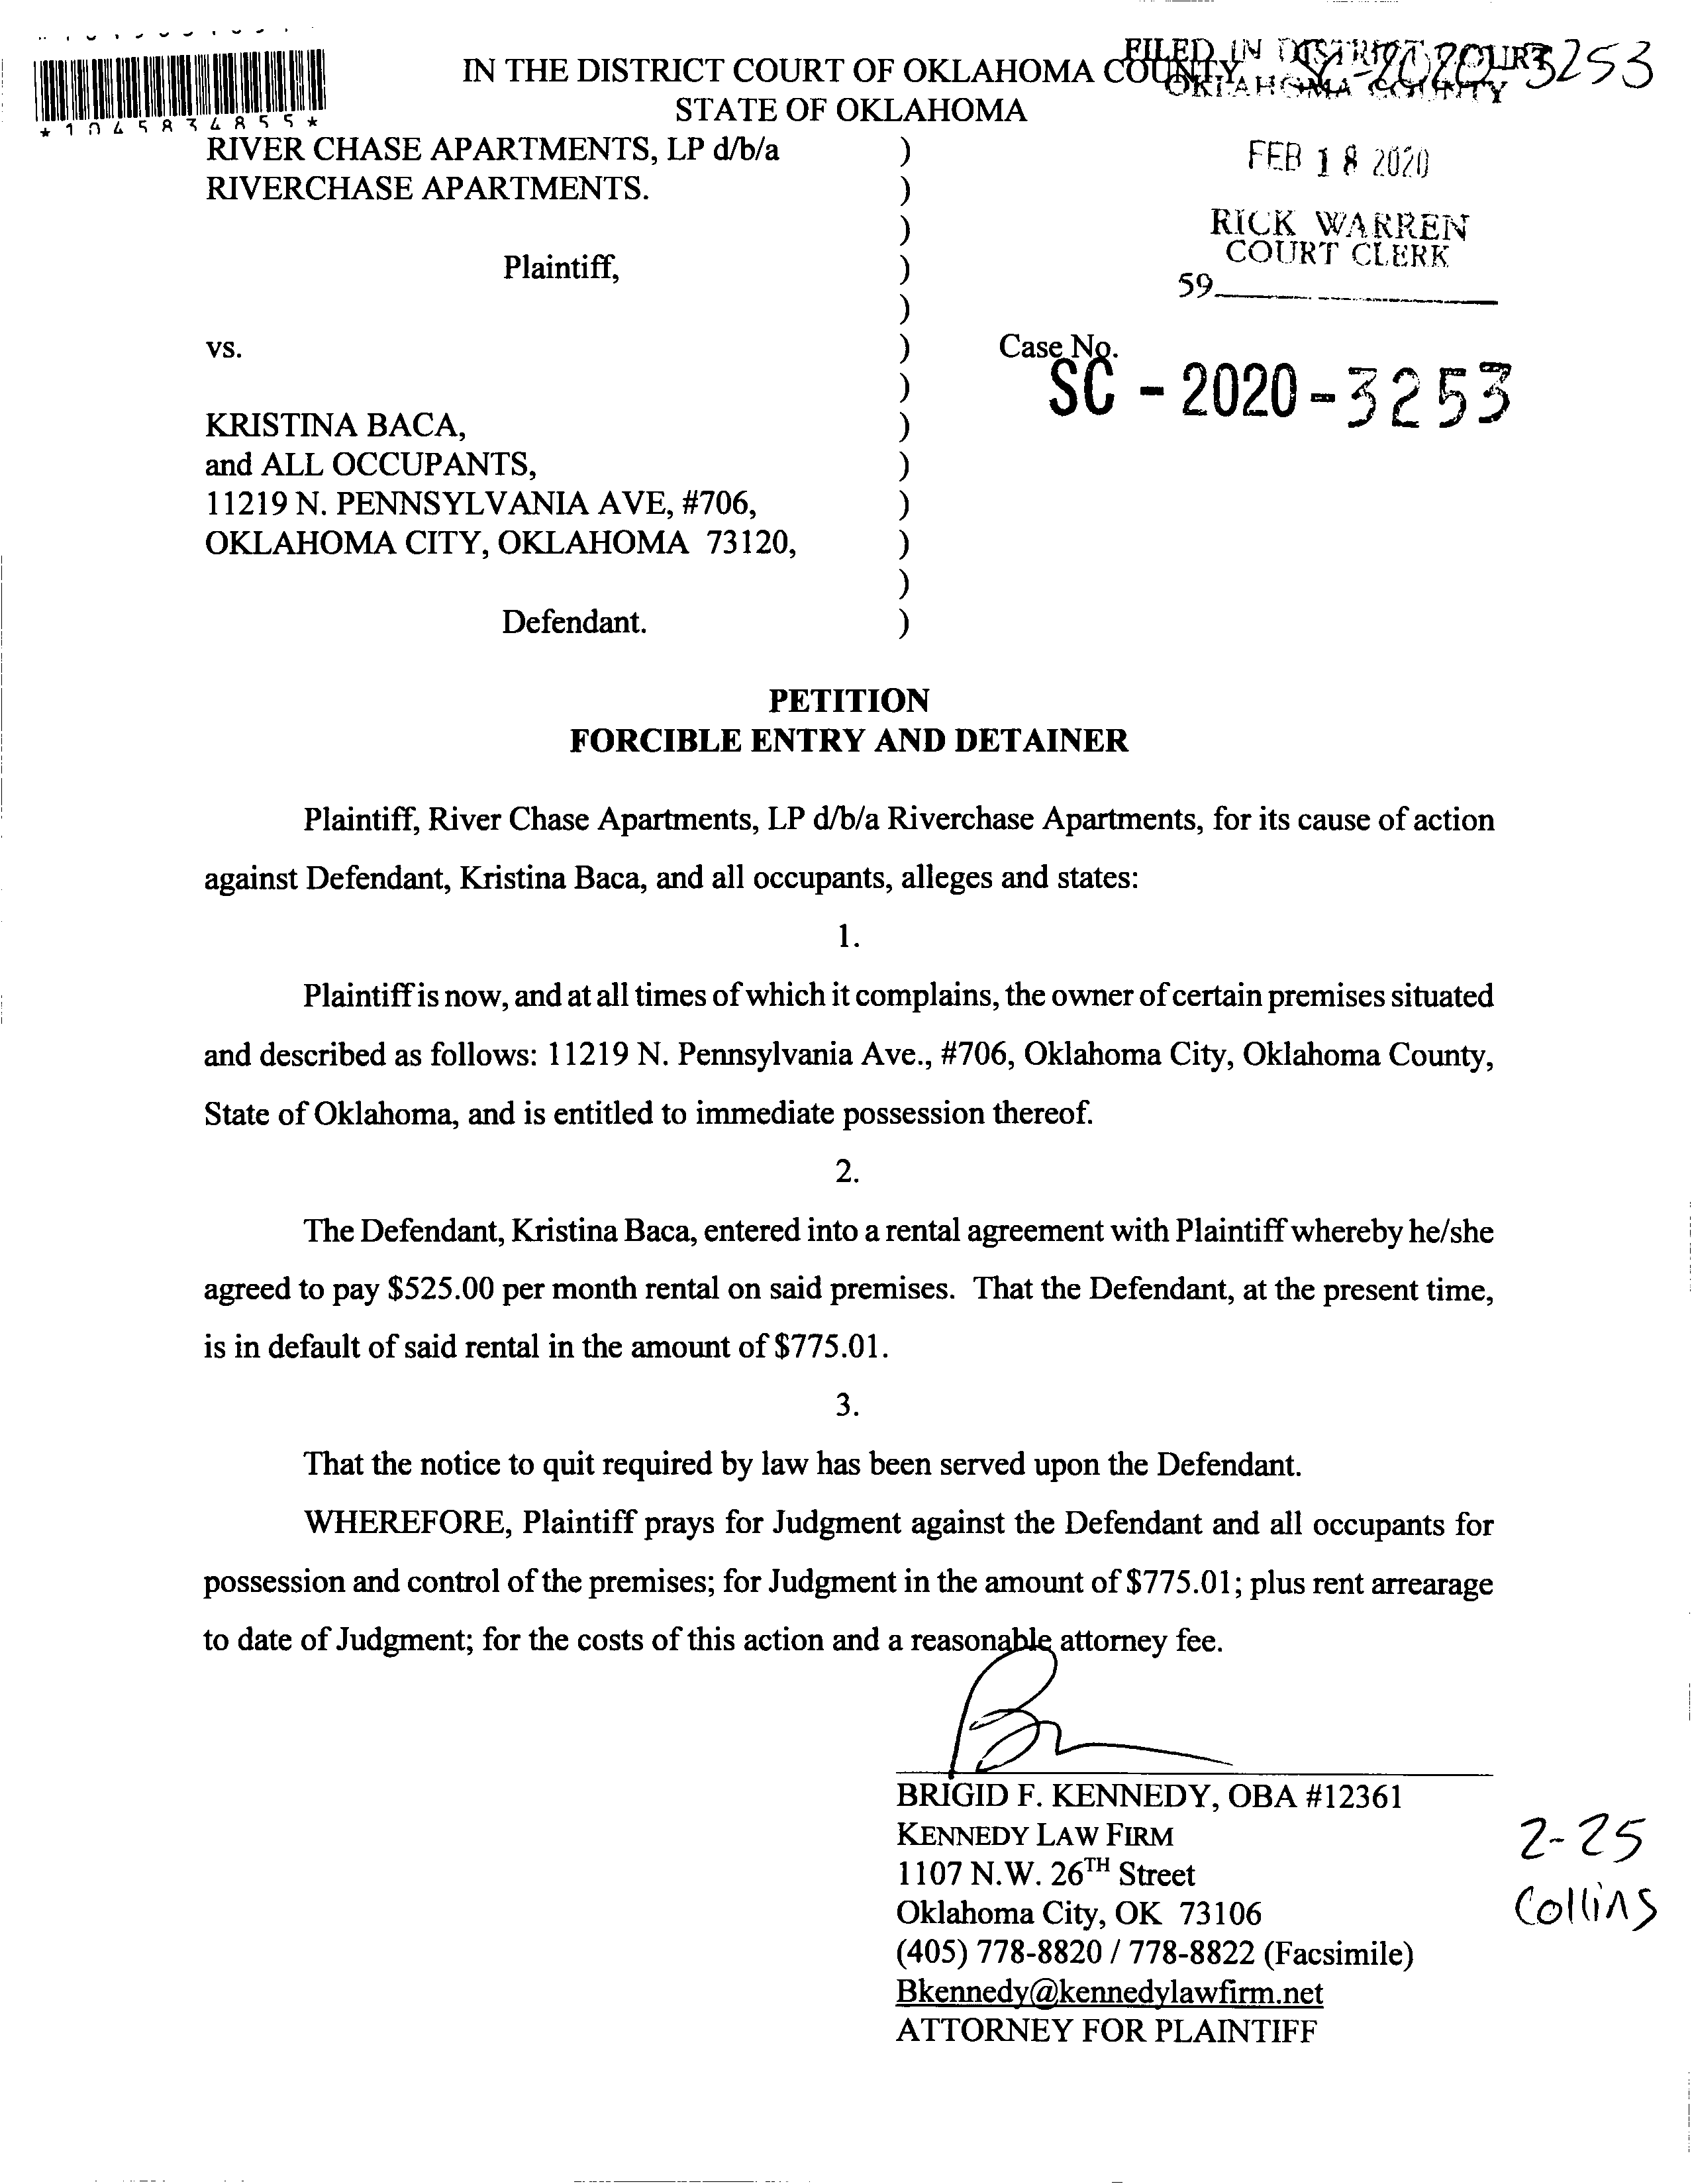 *1045834855*
IN THE DISTRICT COURT OF OKLAHOMA COUNTY
STATE OF OKLAHOMA
FILED IN DISTRICT COURT
OKLAHOMA COUNTY
2020-3253
FEB 18 2020
RICK WARREN
COURT CLERK
59
RIVER CHASE APARTMENTS, LP d/b/a )
RIVERCHASE APARTMENTS. )
)
Plaintiff, )
)
vs. ) Case No.
) SC - 2020 - 3253
KRISTINA BACA, )
and ALL OCCUPANTS, )
11219 N. PENNSYLVANIA AVE, #706, )
OKLAHOMA CITY, OKLAHOMA 73120, )
)
Defendant. )
PETITION
FORCIBLE ENTRY AND DETAINER
Plaintiff, River Chase Apartments, LP d/b/a Riverchase Apartments, for its cause of action
against Defendant, Kristina Baca, and all occupants, alleges and states:
1.
Plaintiff is now, and at all times of which it complains, the owner of certain premises situated
and described as follows: 11219 N. Pennsylvania Ave., #706, Oklahoma City, Oklahoma County,
State of Oklahoma, and is entitled to immediate possession thereof.
2.
The Defendant, Kristina Baca, entered into a rental agreement with Plaintiff whereby he/she
agreed to pay $525.00 per month rental on said premises. That the Defendant, at the present time,
is in default of said rental in the amount of $775.01.
3.
That the notice to quit required by law has been served upon the Defendant.
WHEREFORE, Plaintiff prays for Judgment against the Defendant and all occupants for
possession and control of the premises; for Judgment in the amount of $775.01; plus rent arrearage
to date of Judgment; for the costs of this action and a reasonable attorney fee.
BRIGID F. KENNEDY, OBA #12361
KENNEDY LAW FIRM
1107 N.W. 26TH Street
Oklahoma City, OK 73106
(405) 778-8820 / 778-8822 (Facsimile)
Bkennedy@kennedylawfirm.net
ATTORNEY FOR PLAINTIFF
2-25
Collins